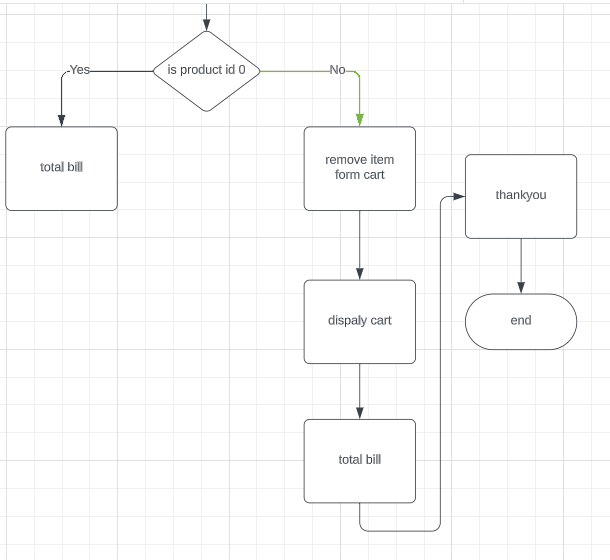 is product id 0
Yes
No
total bill
remove item
form cart
thankyou
dispaly cart
end
total bill